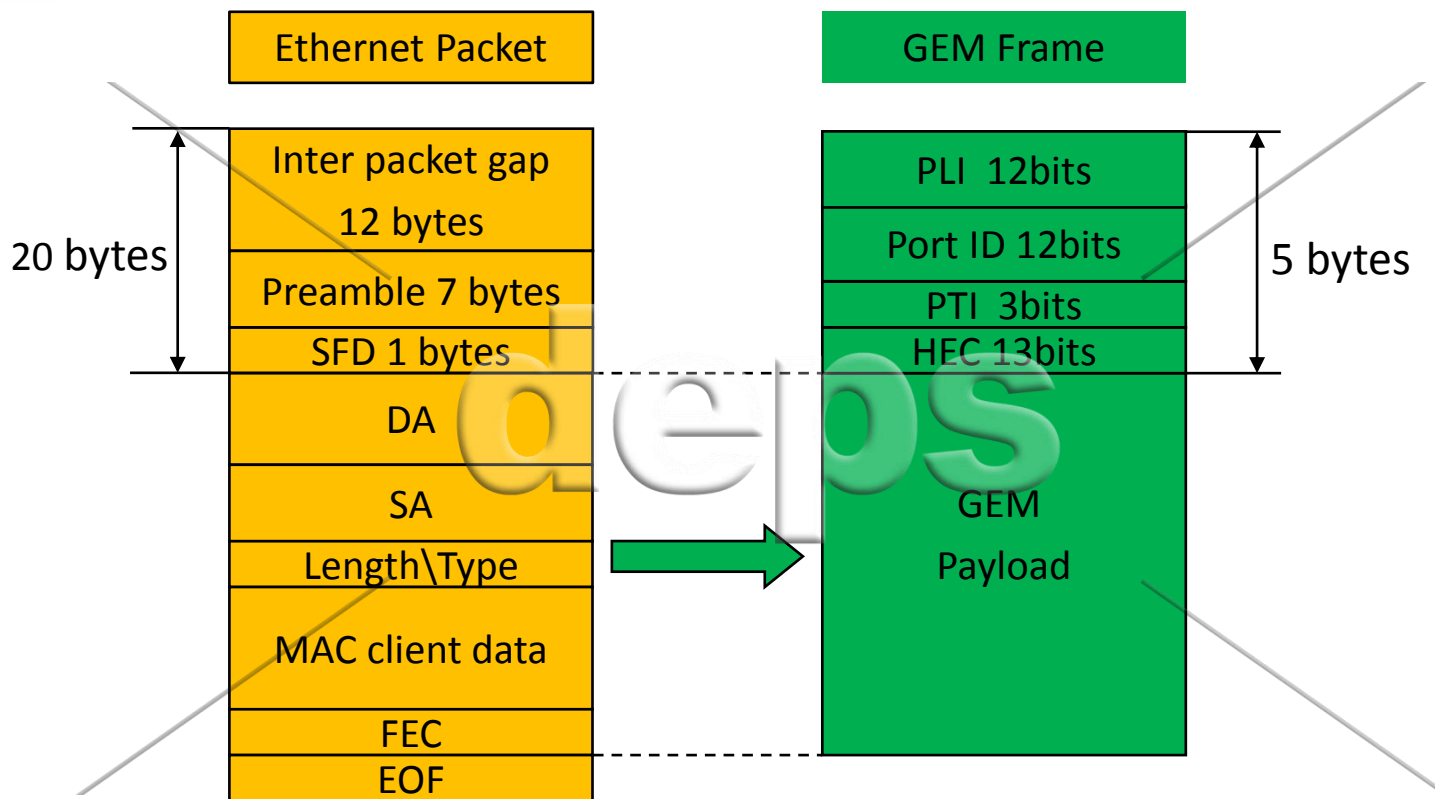 Ethernet Packet
GEM Frame
20 bytes
Inter packet gap
12 bytes
Preamble 7 bytes
SFD 1 bytes
DA
SA
Length\Type
MAC client data
FEC
EOF
PLI 12bits
Port ID 12bits
PTI 3bits
HEC 13bits
5 bytes
GEM
Payload
deps